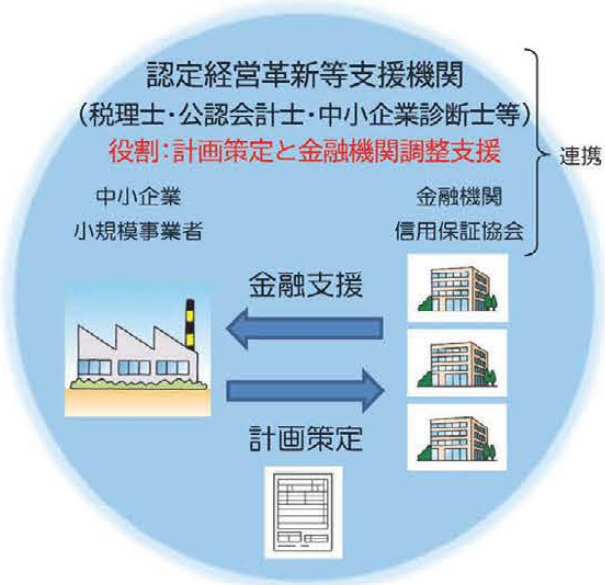 認定経営革新等支援機関
（税理士・公認会計士・中小企業診断士等）
役割：計画策定と金融機関調整支援
連携
中小企業
小規模事業者
金融機関
信用保証協会
金融支援
計画策定